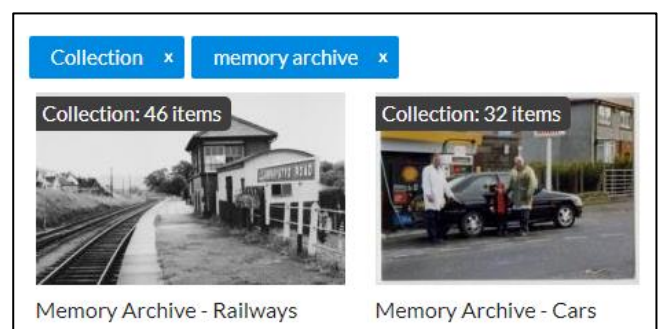 Collection x memory archive x
Collection: 46 items
Collection: 32 items
Memory Archive - Railways
Memory Archive - Cars